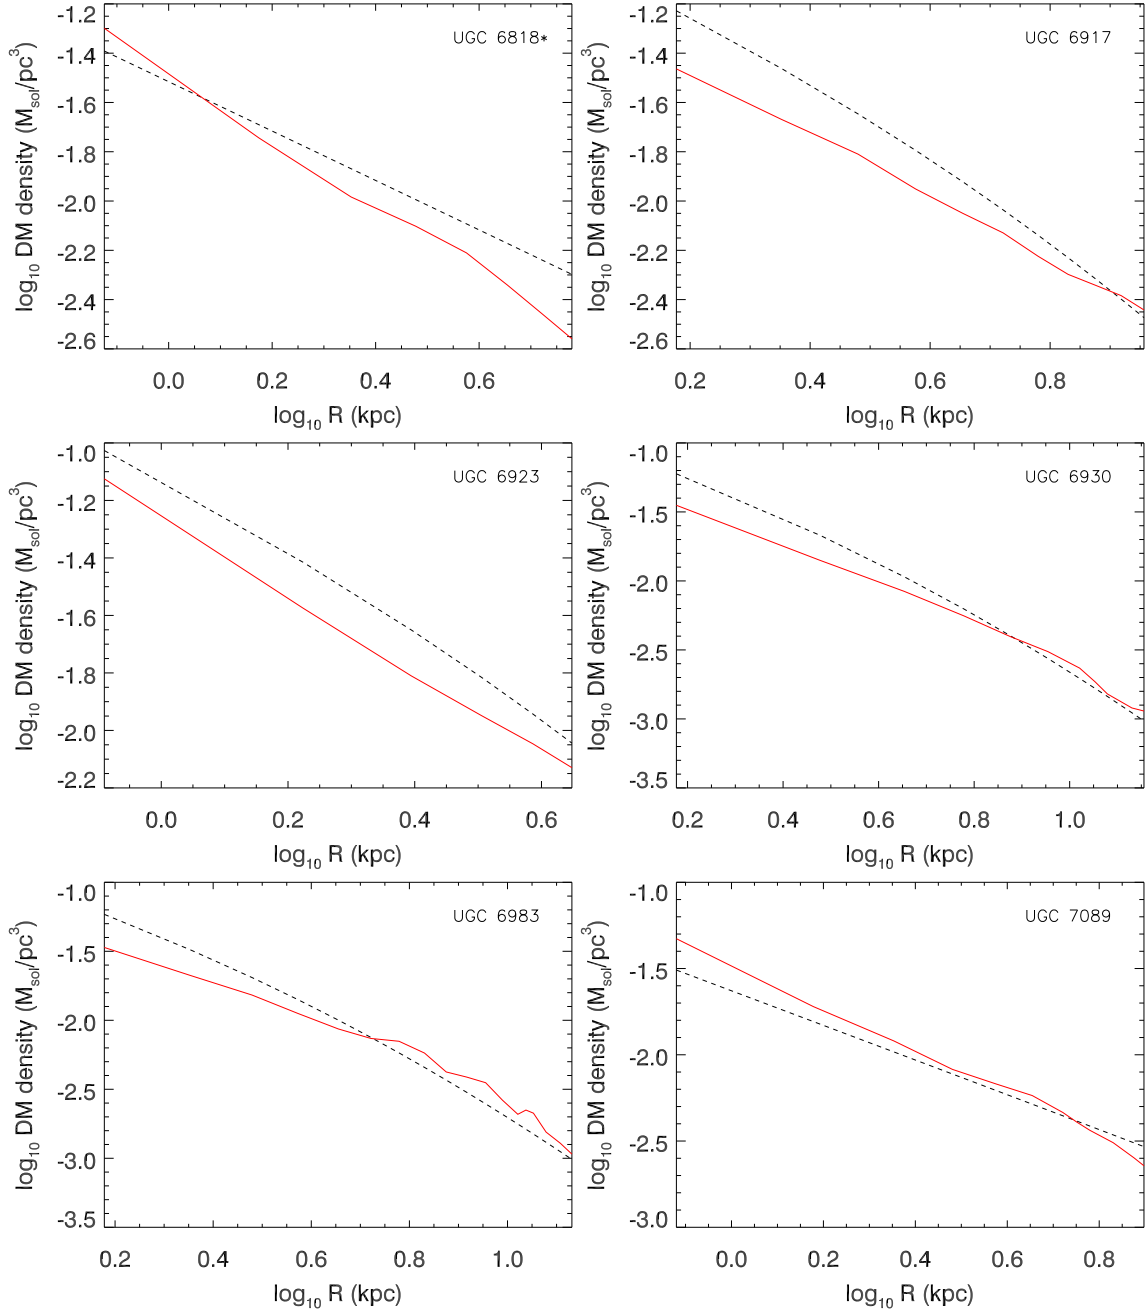 UGC 6818*
-1.2
-1.4
-1.6
-1.8
-2.0
-2.2
-2.4
-2.6
log10 DM density (Msol/pc3)
0.0 0.2 0.4 0.6
log10 R (kpc)
UGC 6917
-1.2
-1.4
-1.6
-1.8
-2.0
-2.2
-2.4
-2.6
log10 DM density (Msol/pc3)
0.2 0.4 0.6 0.8
log10 R (kpc)
UGC 6923
-1.0
-1.2
-1.4
-1.6
-1.8
-2.0
-2.2
log10 DM density (Msol/pc3)
0.0 0.2 0.4 0.6
log10 R (kpc)
UGC 6930
-1.0
-1.5
-2.0
-2.5
-3.0
-3.5
log10 DM density (Msol/pc3)
0.2 0.4 0.6 0.8 1.0
log10 R (kpc)
UGC 6983
-1.0
-1.5
-2.0
-2.5
-3.0
-3.5
log10 DM density (Msol/pc3)
0.2 0.4 0.6 0.8 1.0
log10 R (kpc)
UGC 7089
-1.0
-1.5
-2.0
-2.5
-3.0
log10 DM density (Msol/pc3)
0.0 0.2 0.4 0.6 0.8
log10 R (kpc)